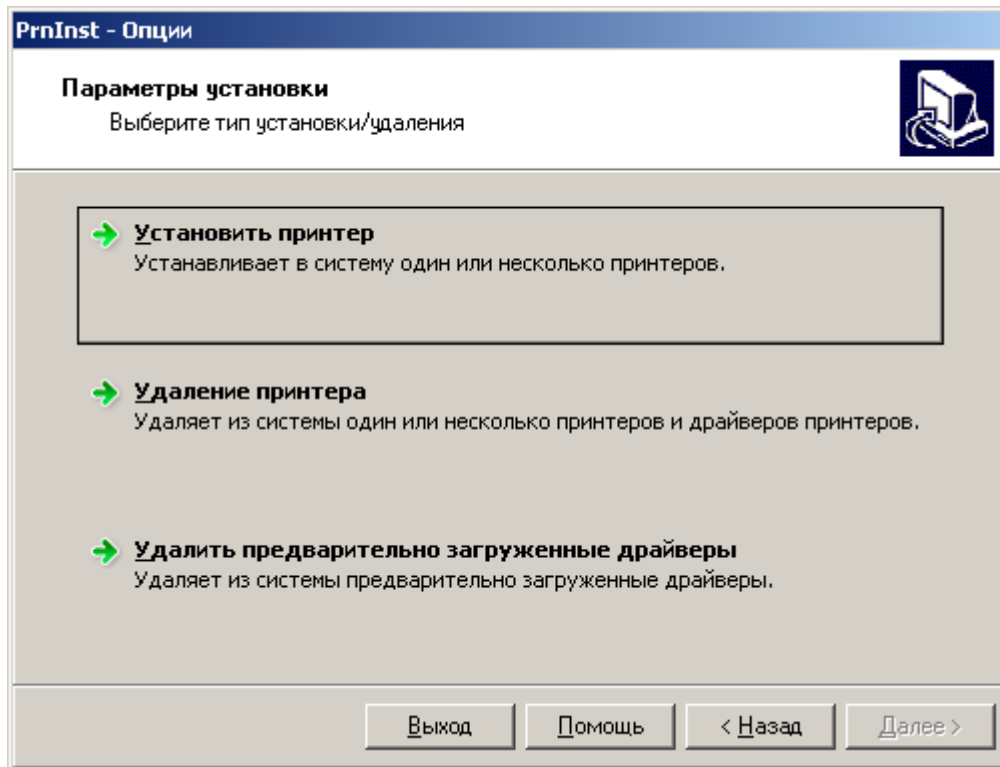 PrnInst - Опции
Параметры установки
Выберите тип установки/удаления
Установить принтер
Устанавливает в систему один или несколько принтеров.
Удаление принтера
Удаляет из системы один или несколько принтеров и драйверов принтеров.
Удалить предварительно загруженные драйверы
Удаляет из системы предварительно загруженные драйверы.
Выход Помощь < Назад Далее >